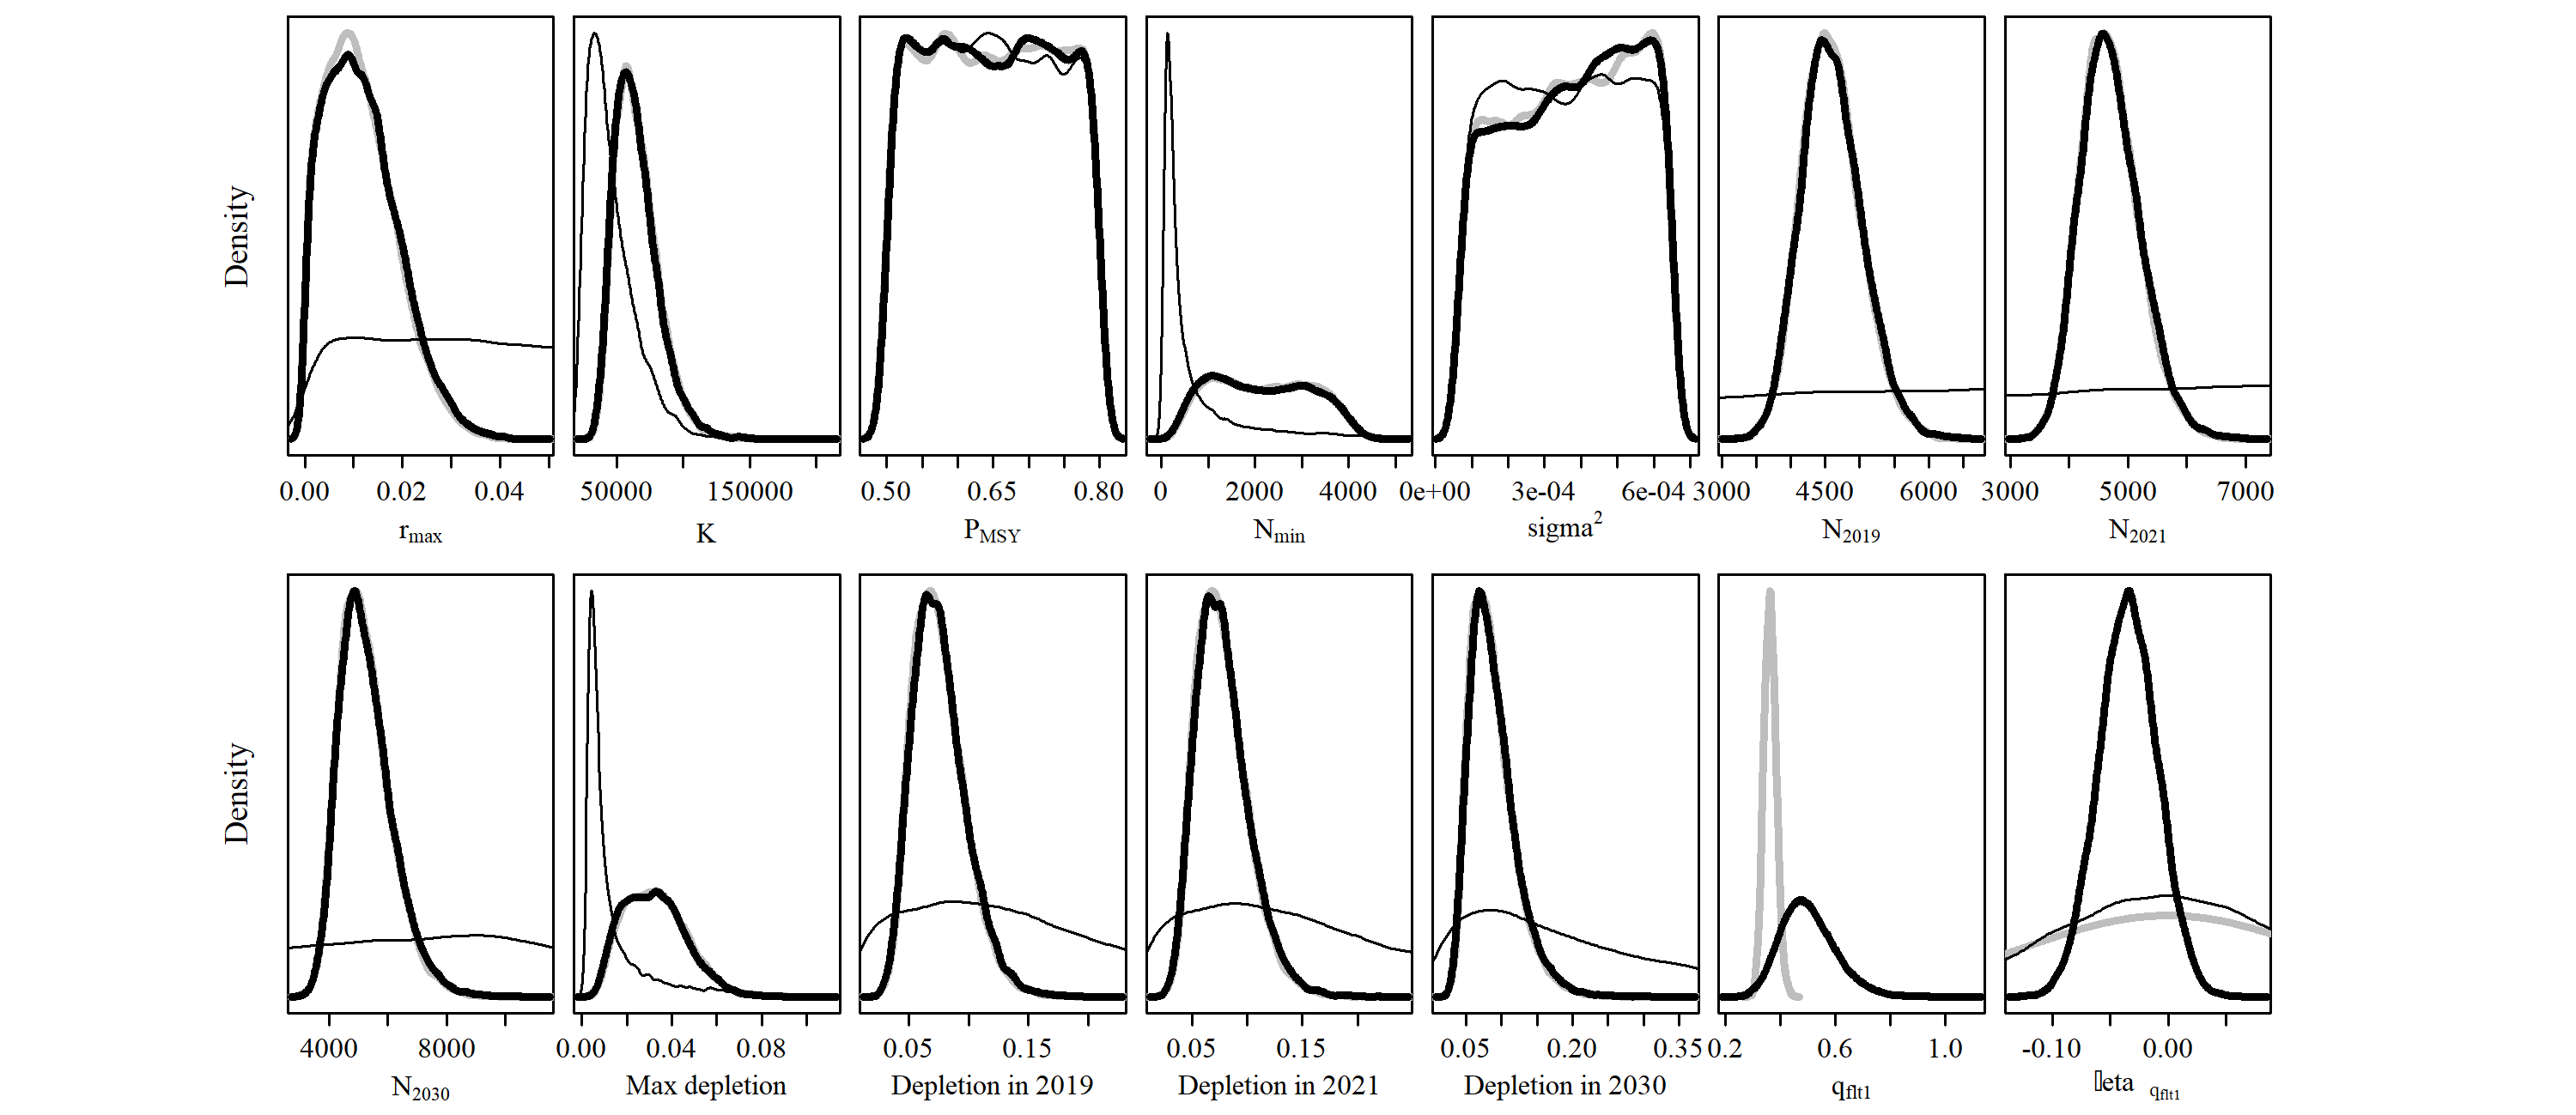 Density
0.00 0.02 0.04 50000 150000 0.50 0.65 0.80 0 2000 4000 0e+00 3e-04 6e-04 3000 4500 6000 3000 5000 7000
rmax K PMSY Nmin sigma2 N2019 N2021
Density
4000 8000 0.00 0.04 0.08 0.05 0.15 0.05 0.15 0.05 0.20 0.35 0.2 0.6 1.0 -0.10 0.00
N2030 Max depletion Depletion in 2019 Depletion in 2021 Depletion in 2030 qflt1 eta qflt1